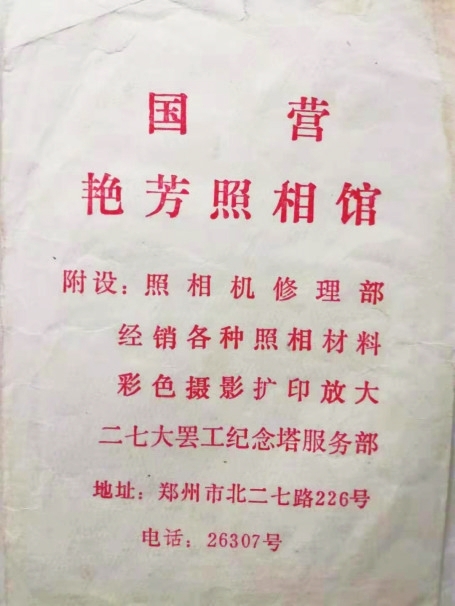 国营
艳芳照相馆
附设：照相机修理部
经销各种照相材料
彩色摄影扩印放大
二七大罢工纪念塔服务部
地址：郑州市北二七路226号
电话：26307号